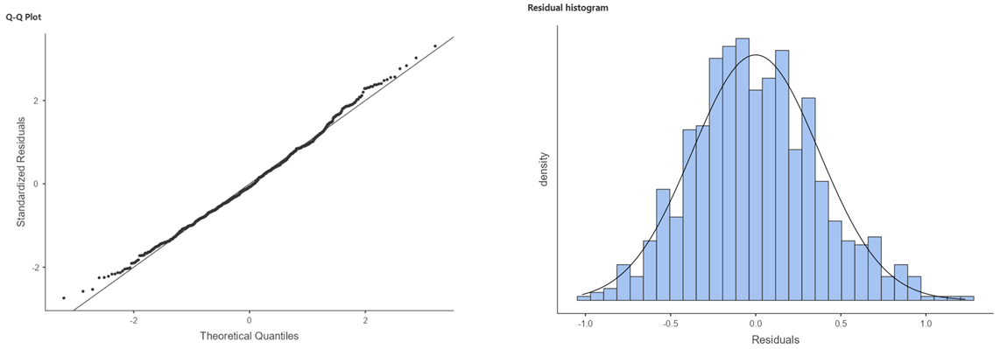 Q-Q Plot
Standardized Residuals
2
0
-2
-2
0
2
Theoretical Quantiles
Residual histogram
density
-1.0
-0.5
0.0
0.5
1.0
Residuals